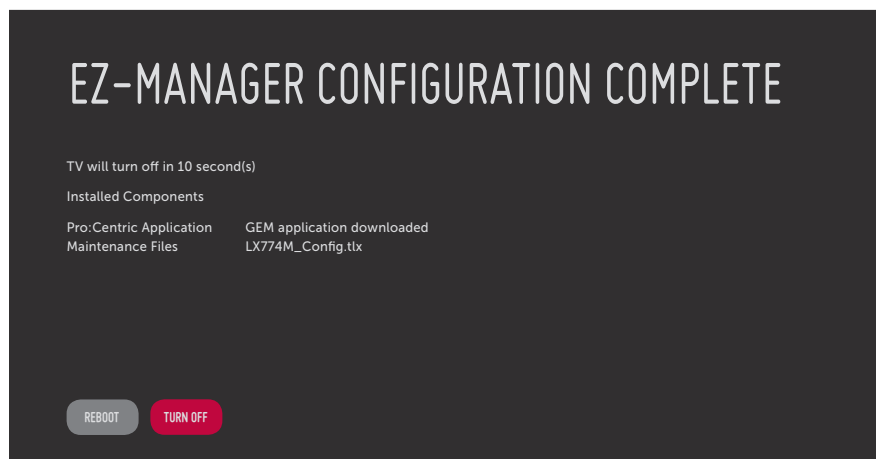 EZ-MANAGER CONFIGURATION COMPLETE
TV will turn off in 10 second(s)
Installed Components
Pro:Centric Application GEM application downloaded
Maintenance Files LX774M_Config.tlx
REBOOT TURN OFF